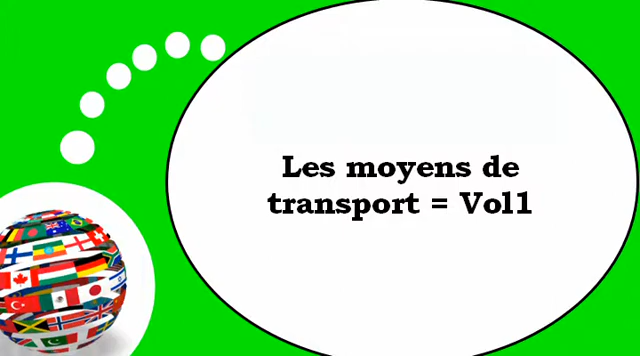 Les moyens de
transport = Vol1